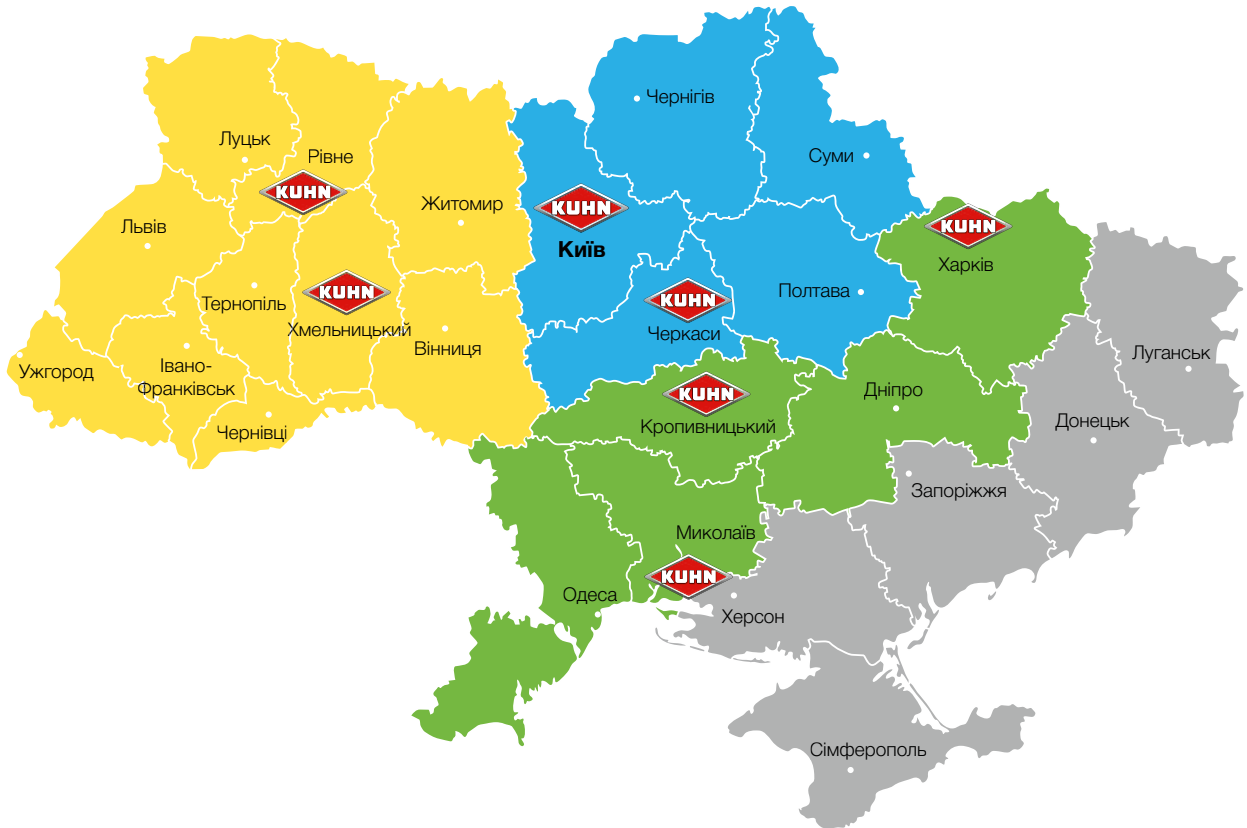 Чернігів
Луцьк
Рівне
Суми
KUHN
Житомир
KUHN
Київ
KUHN
Харків
Львів
Тернопіль
KUHN
Хмельницький
KUHN
Черкаси
Полтава
Вінниця
Ужгород
Івано-
Франківськ
Чернівці
Луганськ
KUHN
Кропивницький
Дніпро
Донецьк
Запоріжжя
Миколаїв
KUHN
Одеса
Херсон
Сімферополь